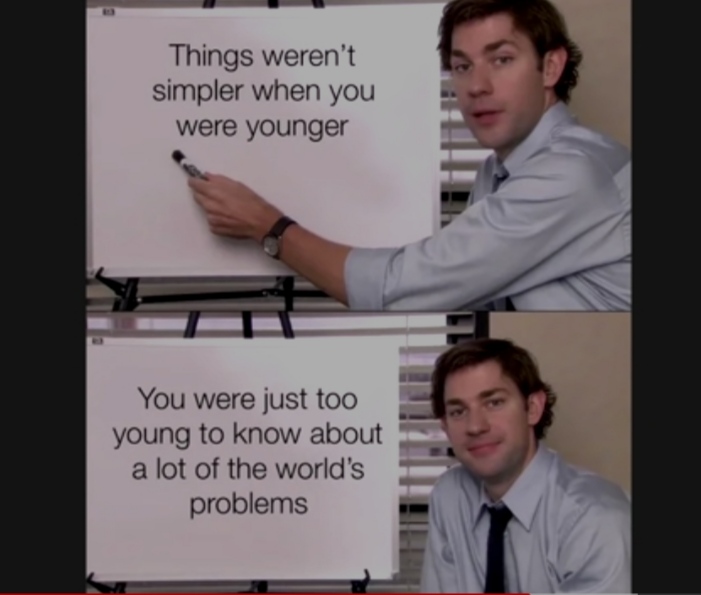 Things weren't
simpler when you
were younger
You were just too
young to know about
a lot of the world's
problems